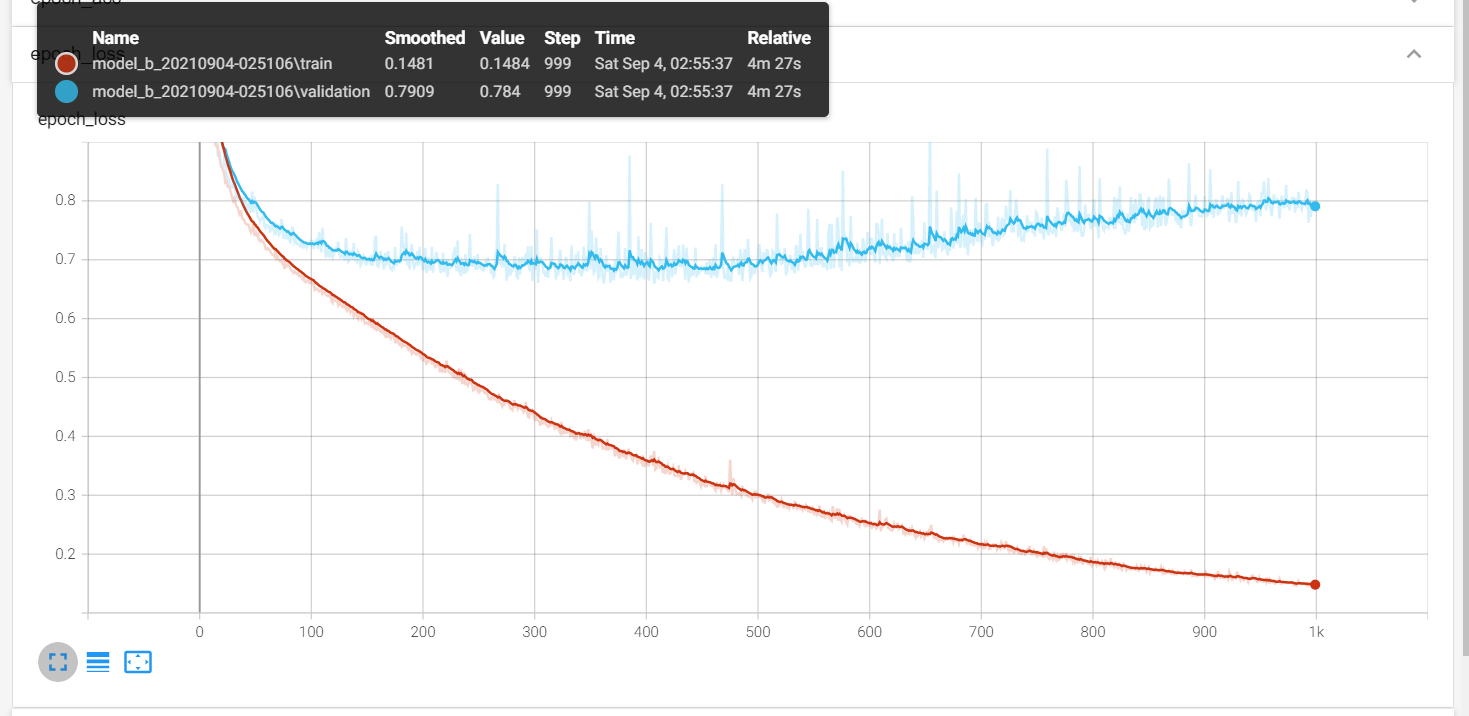 epoch_acc
Name Smoothed Value Step Time Relative
epoch_loss
model_b_20210904-025106\train 0.1481 0.1484 999 Sat Sep 4, 02:55:37 4m 27s
model_b_20210904-025106\validation 0.7909 0.784 999 Sat Sep 4, 02:55:37 4m 27s
epoch_loss
0.8
0.7
0.6
0.5
0.4
0.3
0.2
0 100 200 300 400 500 600 700 800 900 1k